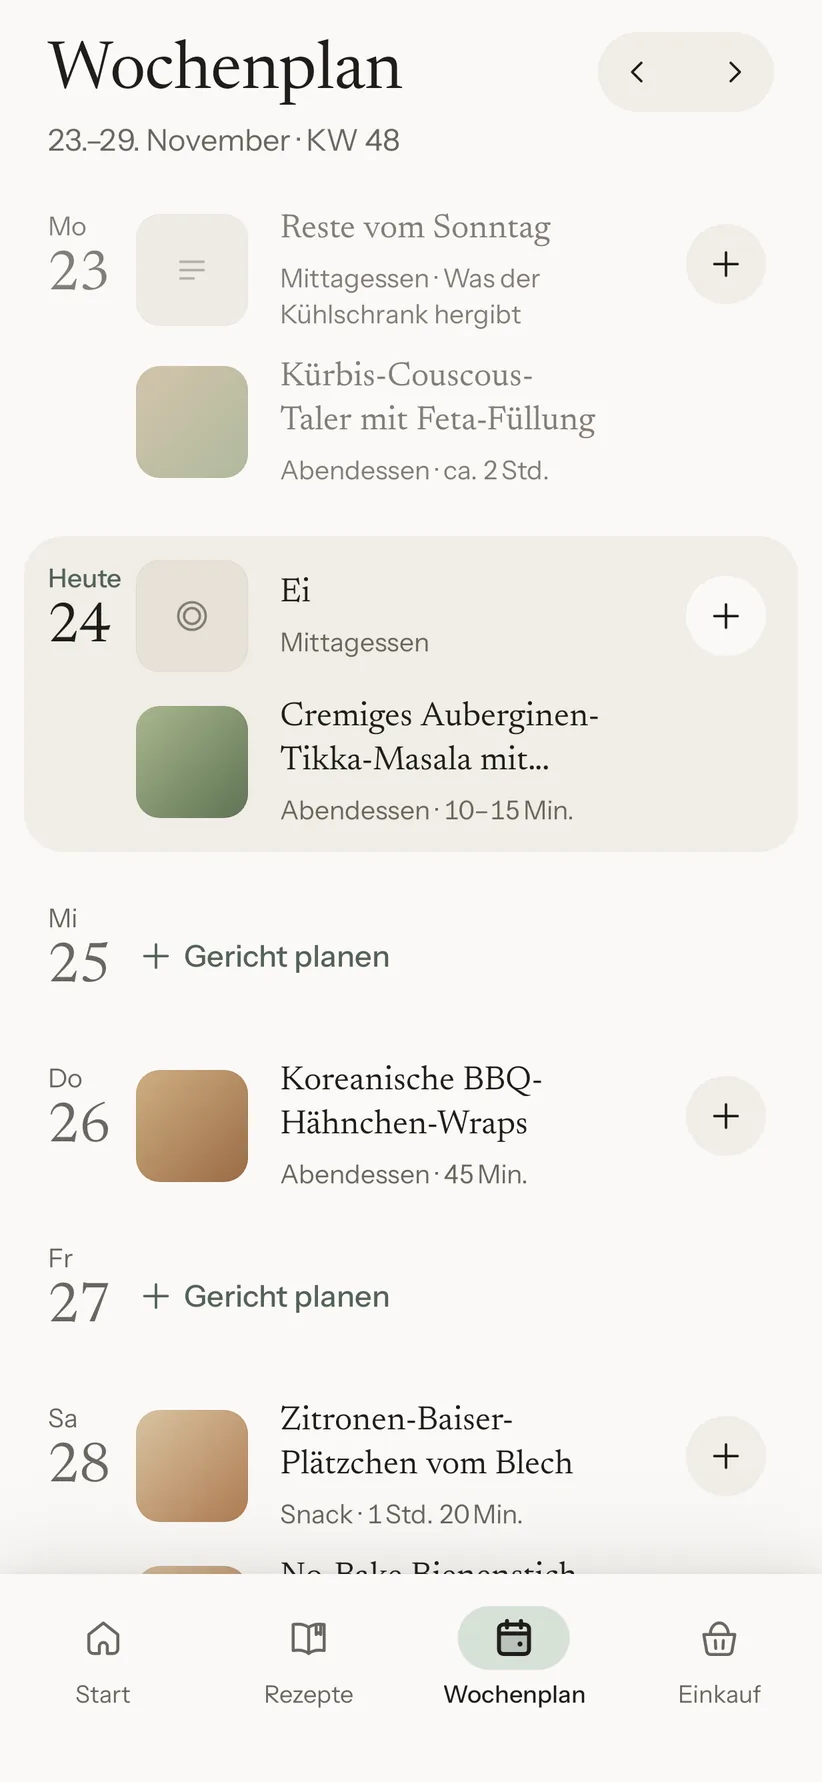 Wochenplan
23.–29. November · KW 48
Mo
23
Reste vom Sonntag
Mittagessen · Was der
Kühlschrank hergibt
Kürbis-Couscous-
Taler mit Feta-Füllung
Abendessen · ca. 2 Std.
Heute
24
Ei
Mittagessen
Cremiges Auberginen-
Tikka-Masala mit...
Abendessen · 10–15 Min.
Mi
25
+ Gericht planen
Do
26
Koreanische BBQ-
Hähnchen-Wraps
Abendessen · 45 Min.
Fr
27
+ Gericht planen
Sa
28
Zitronen-Baiser-
Plätzchen vom Blech
Snack · 1 Std. 20 Min.
No-Bake Bienenstich
Start
Rezepte
Wochenplan
Einkauf